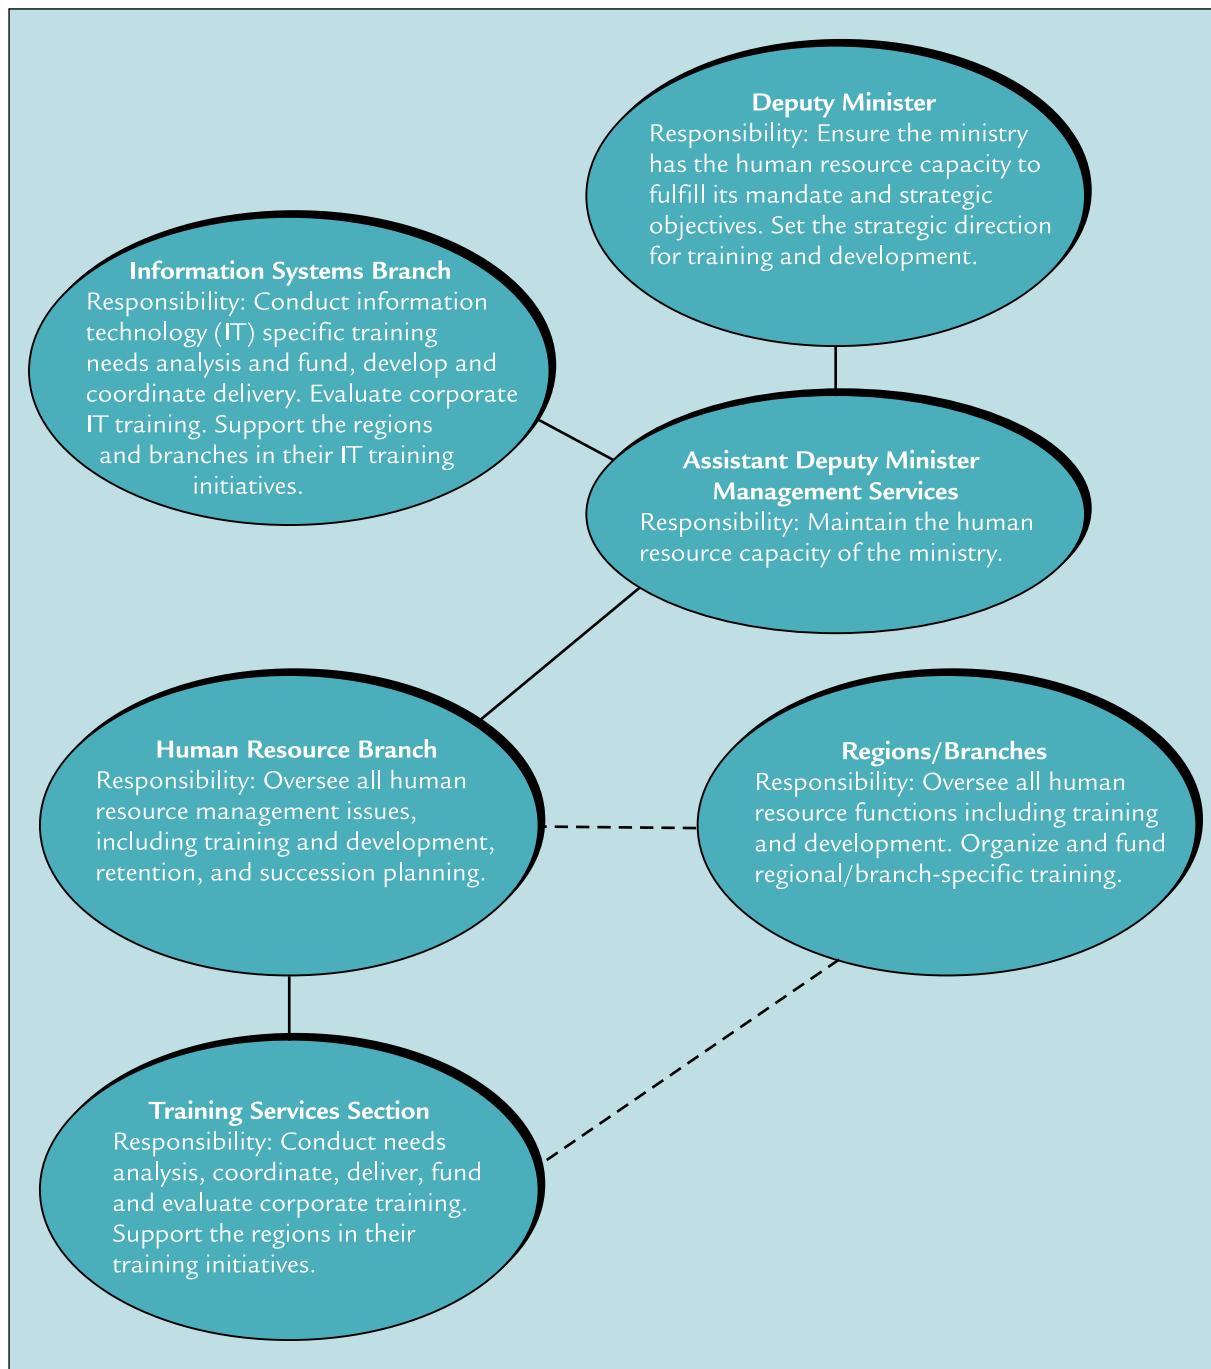 Deputy Minister
Responsibility: Ensure the ministry
has the human resource capacity to
fulfill its mandate and strategic
objectives. Set the strategic direction
for training and development.
Information Systems Branch
Responsibility: Conduct information
technology (IT) specific training
needs analysis and fund, develop and
coordinate delivery. Evaluate corporate
IT training. Support the regions
and branches in their IT training
initiatives.
Assistant Deputy Minister
Management Services
Responsibility: Maintain the human
resource capacity of the ministry.
Human Resource Branch
Responsibility: Oversee all human
resource management issues,
including training and development,
retention, and succession planning.
Regions/Branches
Responsibility: Oversee all human
resource functions including training
and development. Organize and fund
regional/branch-specific training.
Training Services Section
Responsibility: Conduct needs
analysis, coordinate, deliver, fund
and evaluate corporate training.
Support the regions in their
training initiatives.